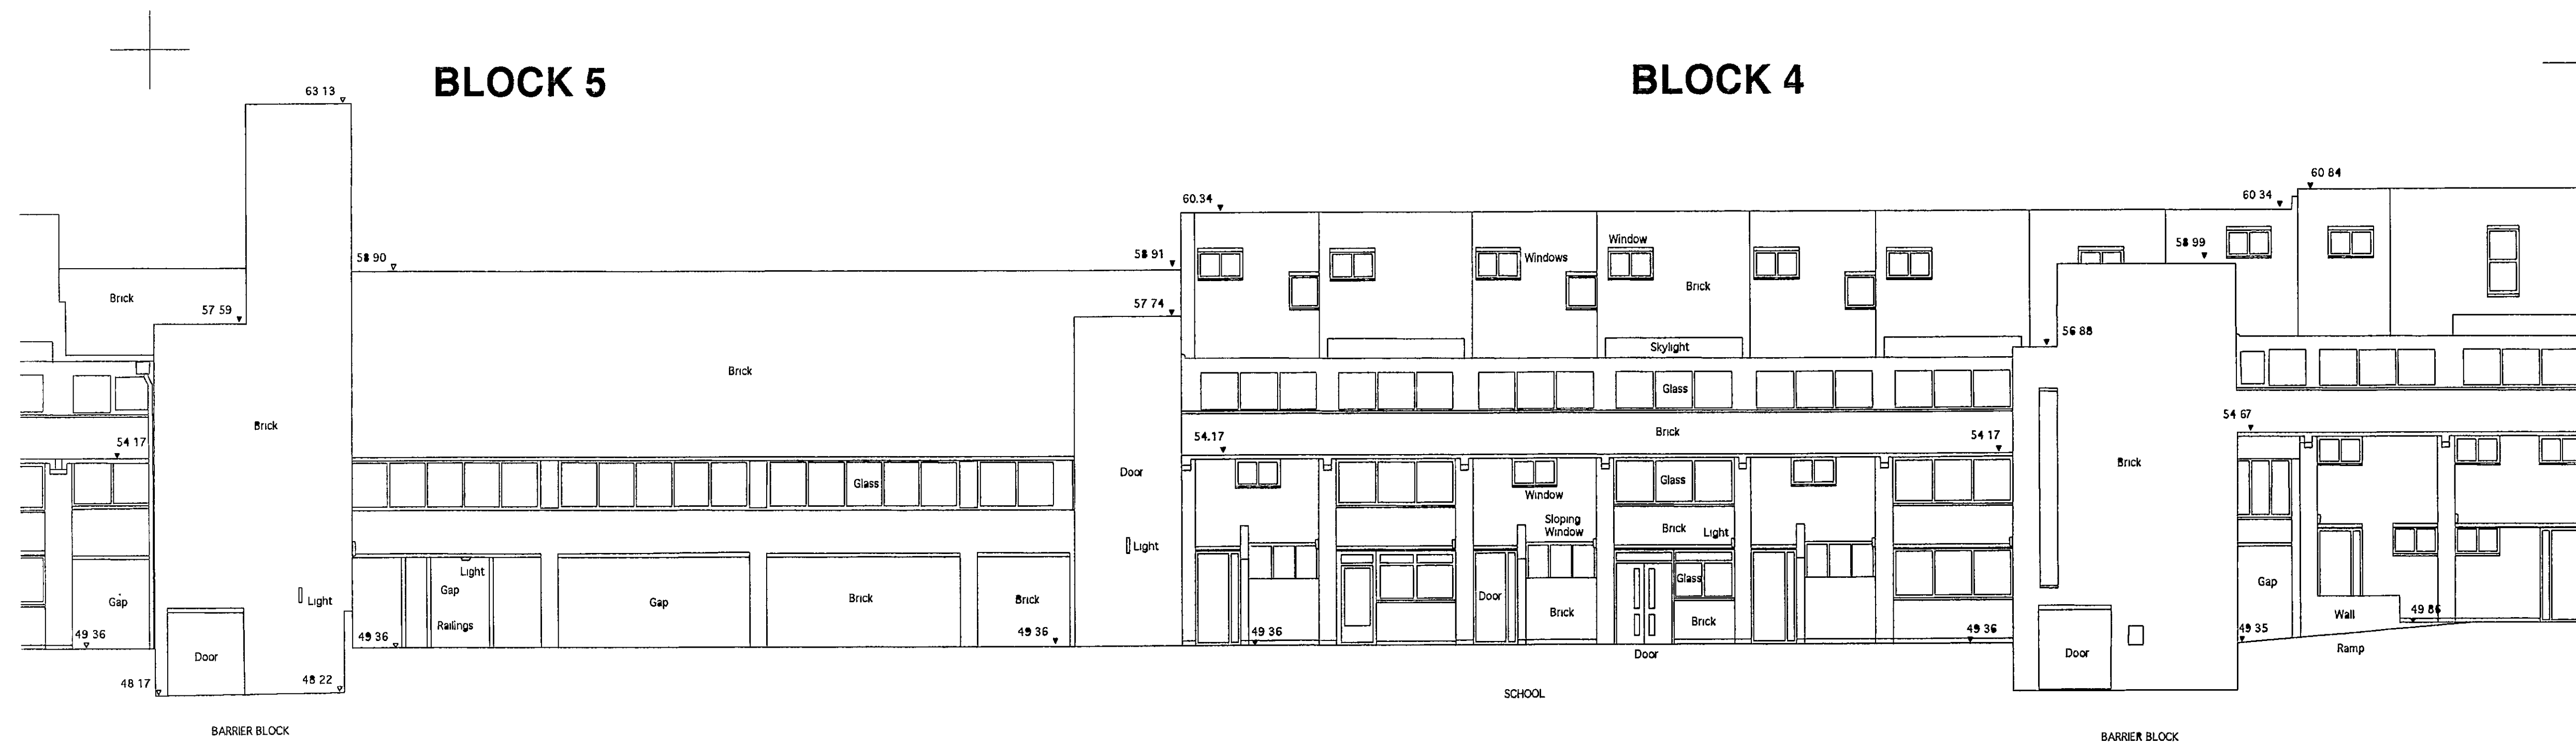 BLOCK 5
BLOCK 4
63 13
60 84
60.34
60 34
58 90
58 91
58 99
Window
Windows
Brick
Brick
57 59
57 74
56 88
Skylight
Brick
Glass
54 67
Brick
54 17
54.17
Brick
54 17
Door
Brick
Glass
Glass
Window
Sloping
Window
Brick
Light
Light
Light
Gap
Glass
Gap
Gap
Light
Gap
Brick
Brick
Door
Brick
Brick
Wall
49 86
Railings
49 36
49 36
49 36
49 36
49 36
49 35
Door
Door
Door
Ramp
48 17
48 22
SCHOOL
BARRIER BLOCK
BARRIER BLOCK